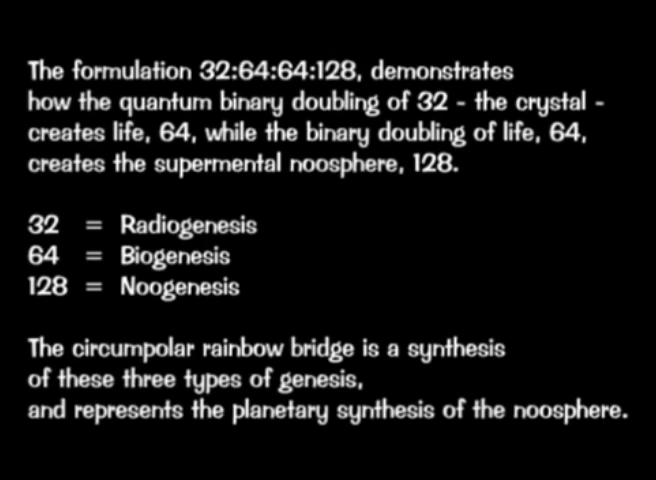 The formulation 32:64:64:128, demonstrates
how the quantum binary doubling of 32 - the crystal -
creates life, 64, while the binary doubling of life, 64,
creates the supermental noosphere, 128.
32 = Radiogenesis
64 = Biogenesis
128 = Noogenesis
The circumpolar rainbow bridge is a synthesis
of these three types of genesis,
and represents the planetary synthesis of the noosphere.